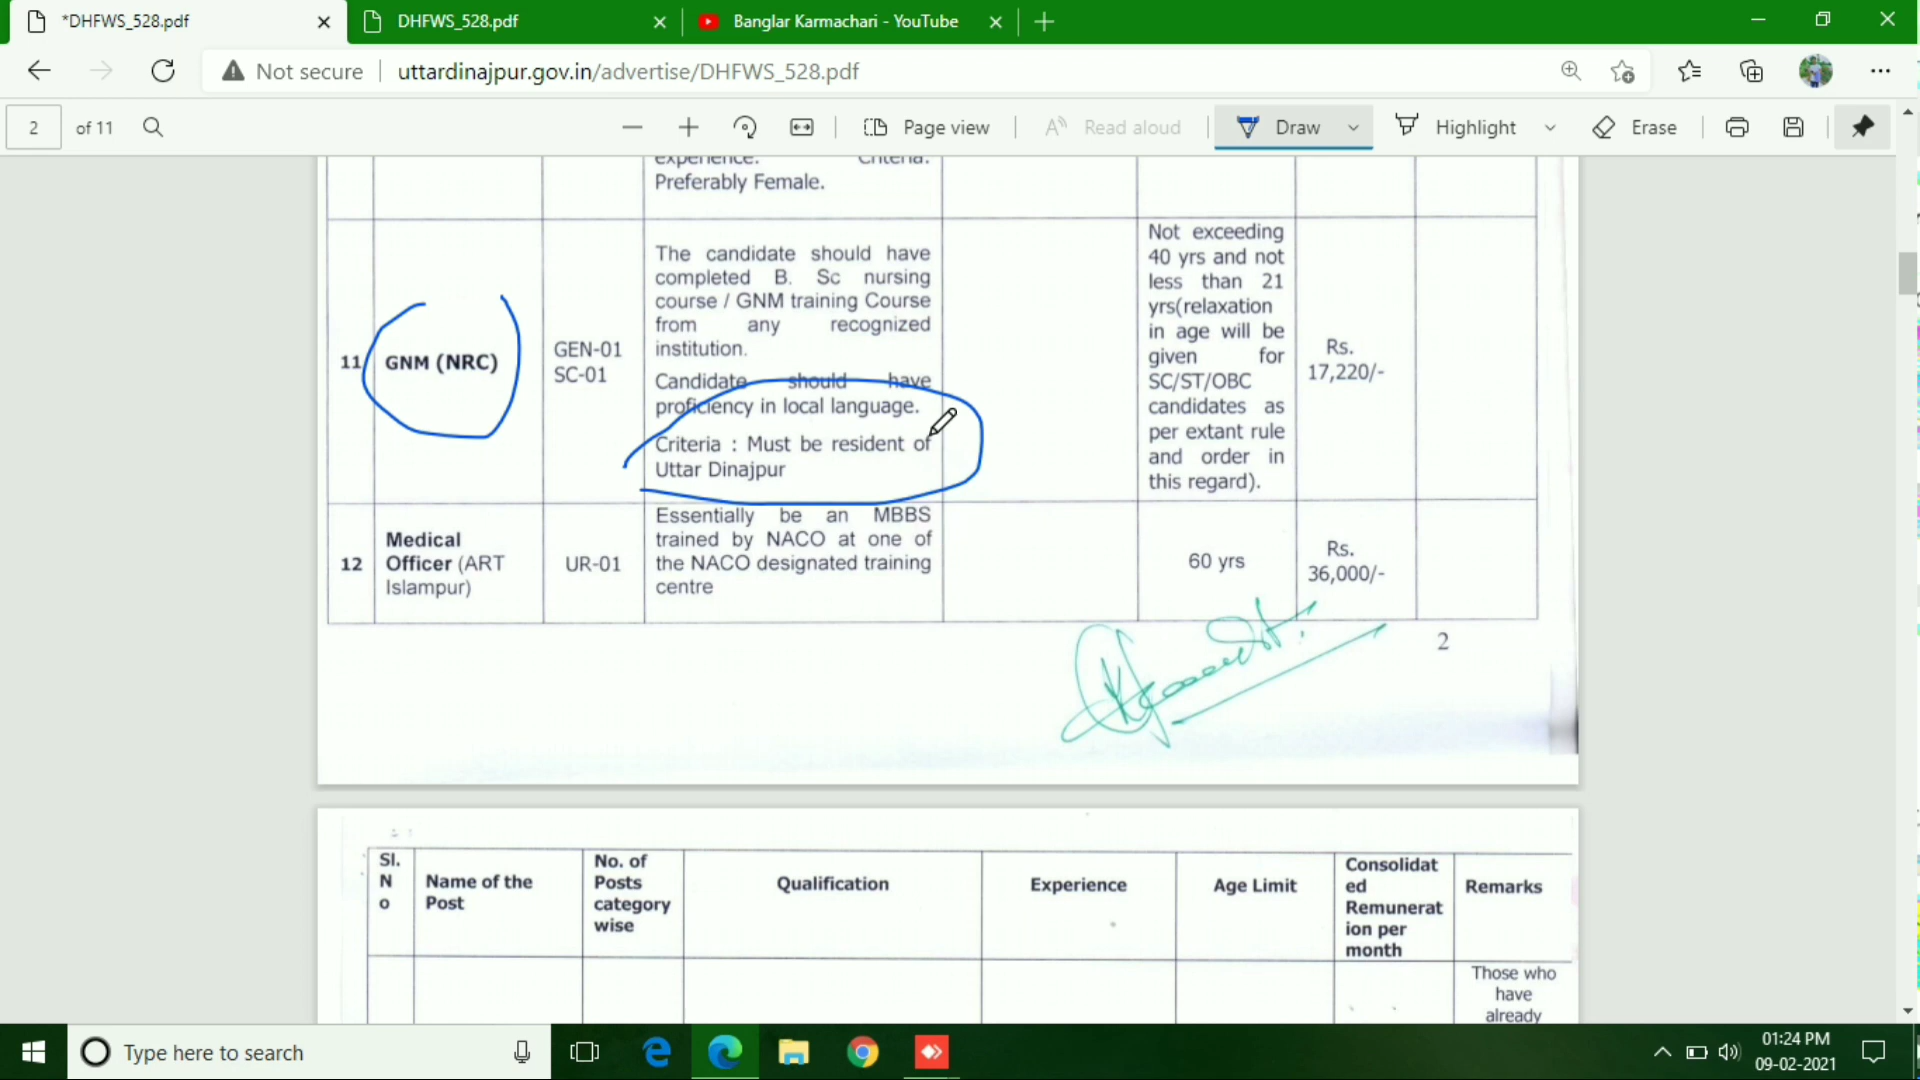 *DHFWS_528.pdf
DHFWS_528.pdf
Banglar Karmachari - YouTube
Not secure
uttardinajpur.gov.in/advertise/DHFWS_528.pdf
2 of 11
Page view
Read aloud
Draw
Highlight
Erase
experience. Criteria:
Preferably Female.
11
GNM (NRC)
GEN-01
SC-01
The candidate should have
completed B. Sc nursing
course / GNM training Course
from any recognized
institution.
Candidate should have
proficiency in local language.
Criteria : Must be resident of
Uttar Dinajpur
Not exceeding
40 yrs and not
less than 21
yrs(relaxation
in age will be
given for
SC/ST/OBC
candidates as
per extant rule
and order in
this regard).
Rs.
17,220/-
12
Medical
Officer (ART
Islampur)
UR-01
Essentially be an MBBS
trained by NACO at one of
the NACO designated training
centre
60 yrs
Rs.
36,000/-
2
Sl.
N
o
Name of the
Post
No. of
Posts
category
wise
Qualification
Experience
Age Limit
Consolidat
ed
Remunerat
ion per
month
Remarks
Those who
have
already
Type here to search
01:24 PM
09-02-2021